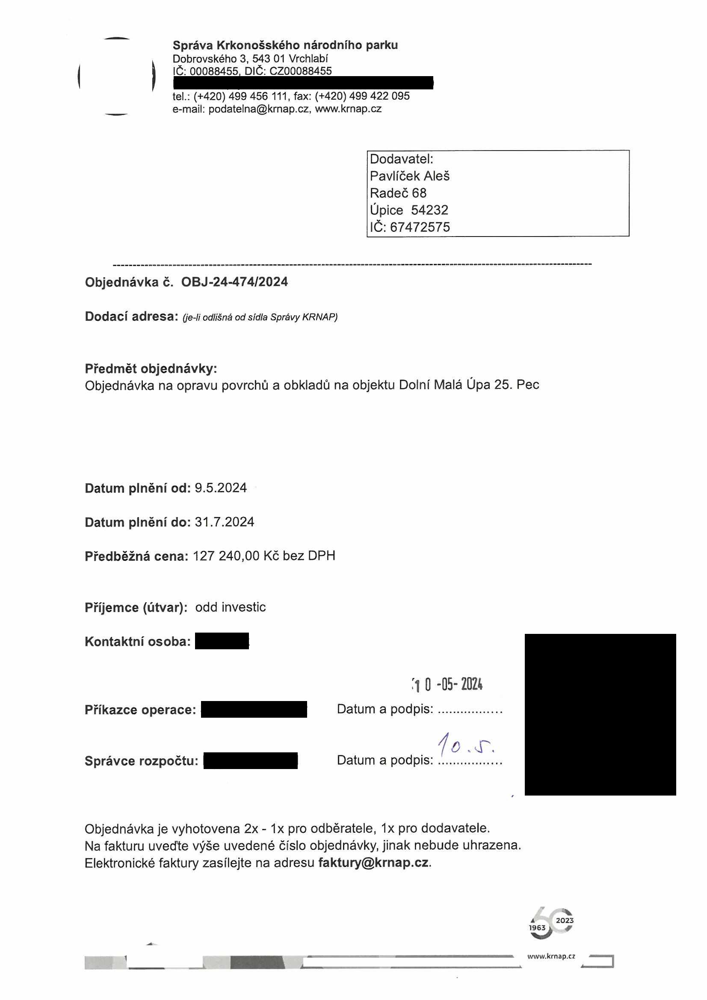 Správa Krkonošského národního parku
Dobrovského 3, 543 01 Vrchlabí
IČ: 00088455, DIČ: CZ00088455
tel.: (+420) 499 456 111, fax: (+420) 499 422 095
e-mail: podatelna@krnap.cz, www.krnap.cz
Dodavatel:
Pavlíček Aleš
Radeč 68
Úpice 54232
IČ: 67472575
Objednávka č. OBJ-24-474/2024
Dodací adresa: (je-li odlišná od sídla Správy KRNAP)
Předmět objednávky:
Objednávka na opravu povrchů a obkladů na objektu Dolní Malá Úpa 25. Pec
Datum plnění od: 9.5.2024
Datum plnění do: 31.7.2024
Předběžná cena: 127 240,00 Kč bez DPH
Příjemce (útvar): odd investic
Kontaktní osoba:
10 -05- 2024
Příkazce operace: Datum a podpis: .................
10.5.
Správce rozpočtu: Datum a podpis: .................
Objednávka je vyhotovena 2x - 1x pro odběratele, 1x pro dodavatele.
Na fakturu uveďte výše uvedené číslo objednávky, jinak nebude uhrazena.
Elektronické faktury zasílejte na adresu faktury@krnap.cz.
60
2023
1963
www.krnap.cz